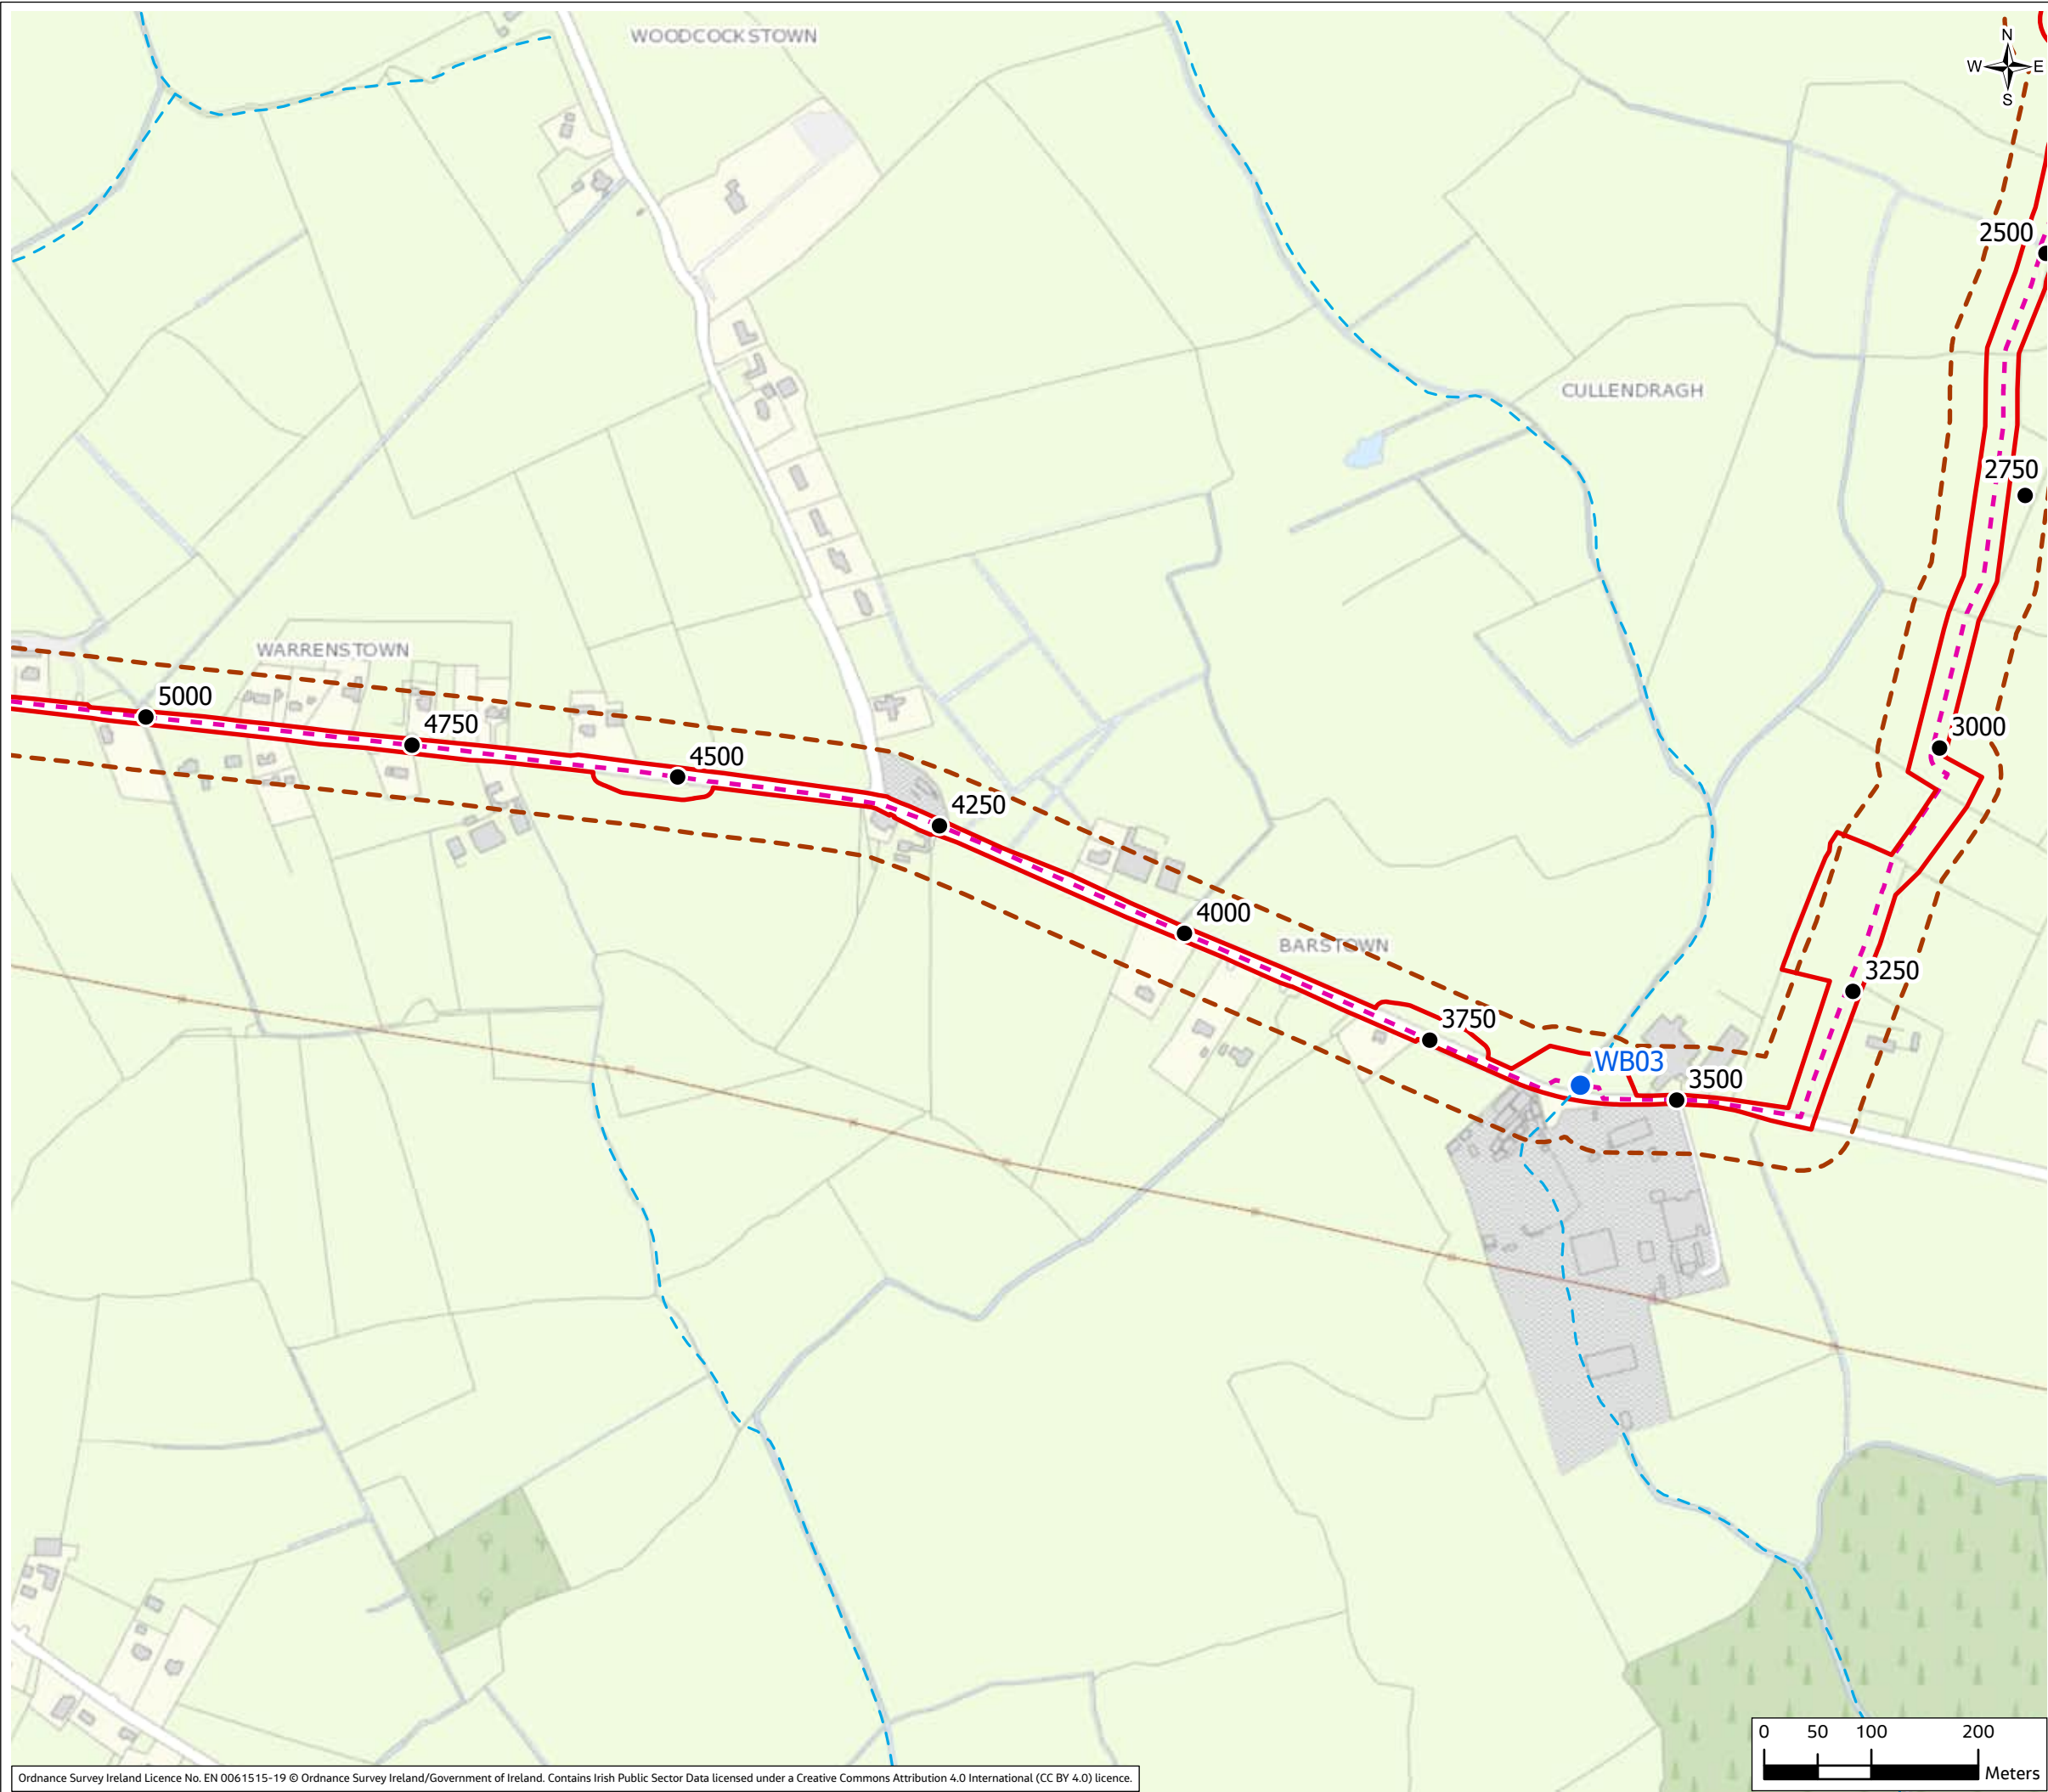 WOODCOCKSTOWN
N
W E
S
2500
CULLENDRAGH
2750
WARRENSTOWN
5000
4750
3000
4500
4250
4000
BARSTOWN
3250
3750
WB03
3500
0 50 100 200
Meters
Ordnance Survey Ireland Licence No. EN 0061515-19 © Ordnance Survey Ireland/Government of Ireland. Contains Irish Public Sector Data licensed under a Creative Commons Attribution 4.0 International (CC BY 4.0) licence.